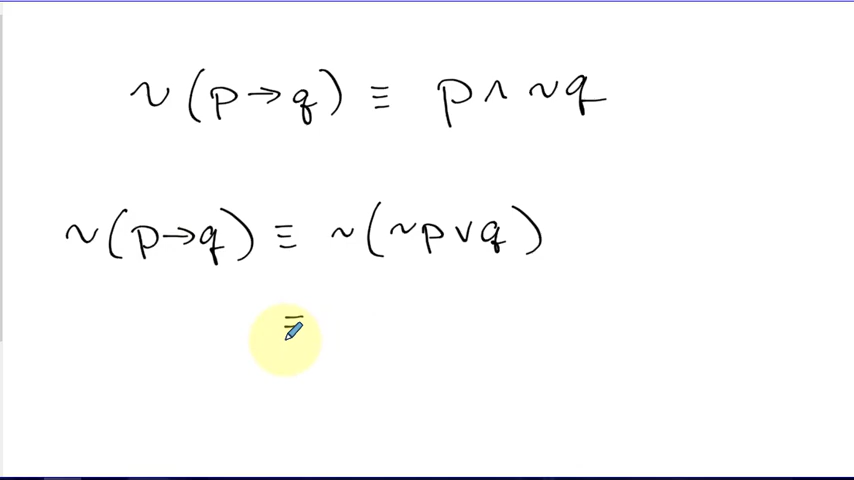 ~(p→q) ≡ p ∧ ~q
~(p→q) ≡ ~(~p ∨ q)
≡